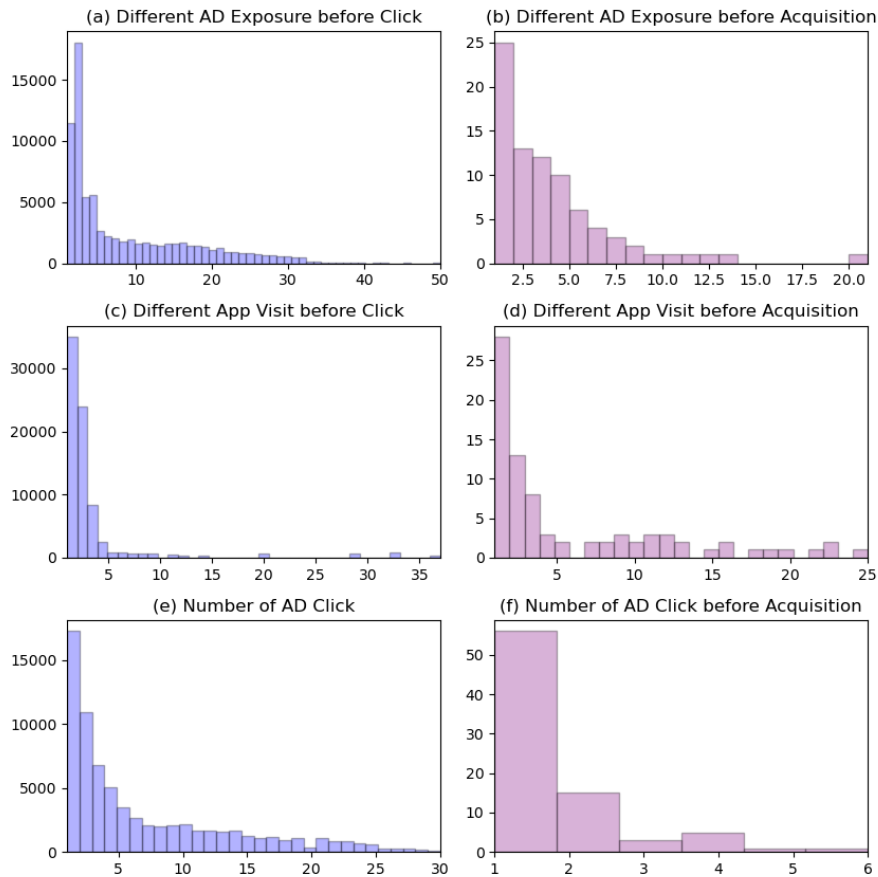 (a) Different AD Exposure before Click
15000
10000
5000
0
10 20 30 40 50
(b) Different AD Exposure before Acquisition
25
20
15
10
5
0
2.5 5.0 7.5 10.0 12.5 15.0 17.5 20.0
(c) Different App Visit before Click
30000
20000
10000
0
5 10 15 20 25 30 35
(d) Different App Visit before Acquisition
25
20
15
10
5
0
5 10 15 20 25
(e) Number of AD Click
15000
10000
5000
0
5 10 15 20 25 30
(f) Number of AD Click before Acquisition
50
40
30
20
10
0
1 2 3 4 5 6